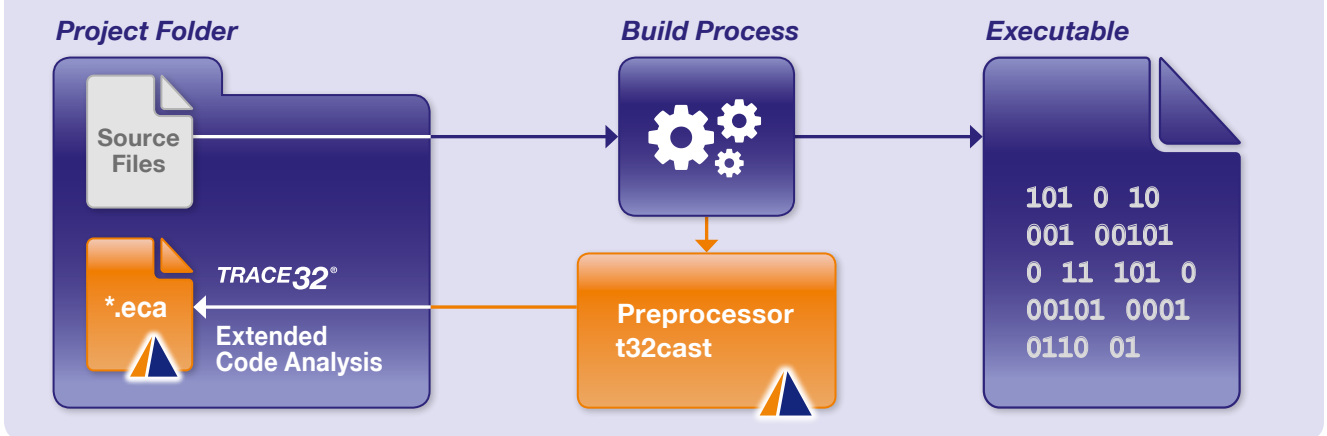 Project Folder
Build Process
Executable
Source
Files
*.eca
TRACE32®
Extended
Code Analysis
Preprocessor
t32cast
101 0 10
001 00101
0 11 101 0
00101 0001
0110 01